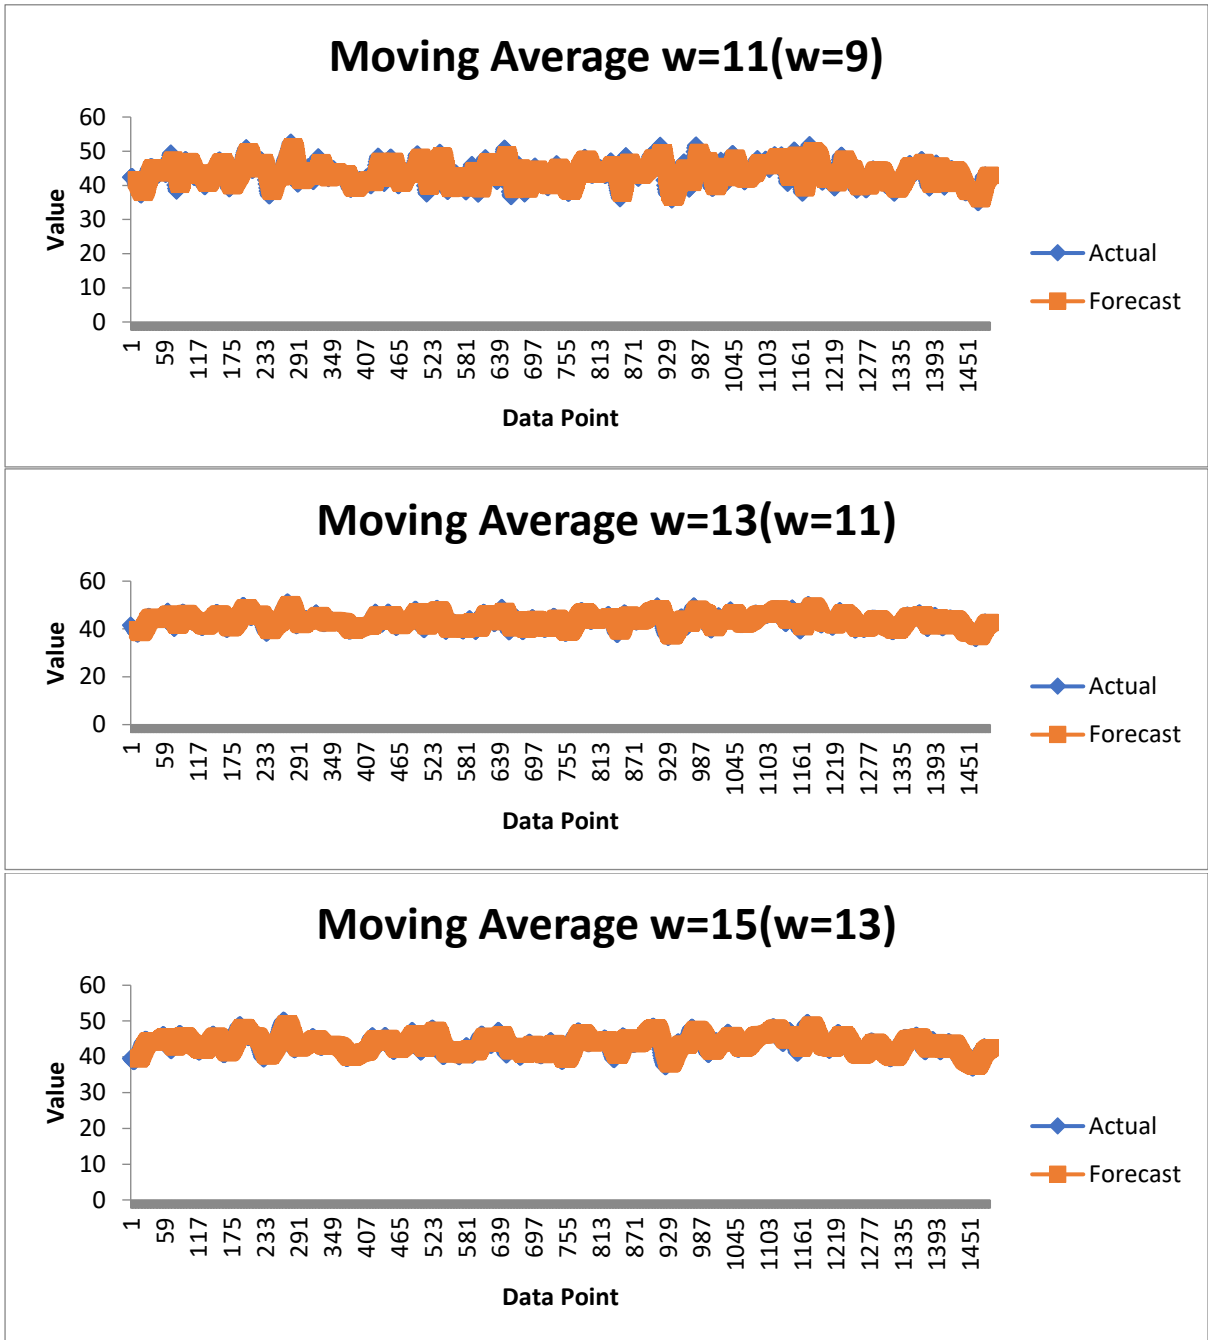 Moving Average w=11(w=9)
60
50
40
30
20
10
0
Value
1 59 117 175 233 291 349 407 465 523 581 639 697 755 813 871 929 987 1045 1103 1161 1219 1277 1335 1393 1451
Data Point
Actual
Forecast
Moving Average w=13(w=11)
60
40
20
0
Value
1 59 117 175 233 291 349 407 465 523 581 639 697 755 813 871 929 987 1045 1103 1161 1219 1277 1335 1393 1451
Data Point
Actual
Forecast
Moving Average w=15(w=13)
60
50
40
30
20
10
0
Value
1 59 117 175 233 291 349 407 465 523 581 639 697 755 813 871 929 987 1045 1103 1161 1219 1277 1335 1393 1451
Data Point
Actual
Forecast